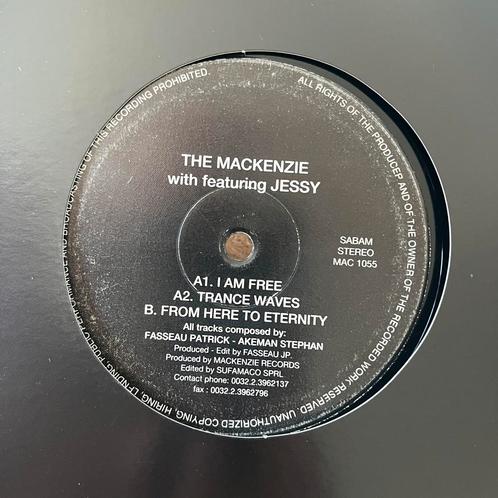 THE MACKENZIE
with featuring JESSY
SABAM
STEREO
MAC 1055
A1. I AM FREE
A2. TRANCE WAVES
B. FROM HERE TO ETERNITY
All tracks composed by:
FASSEAU PATRICK - AKEMAN STEPHAN
Produced - Edit by FASSEAU JP.
Produced by MACKENZIE RECORDS
Edited by SUFAMACO SPRL
Contact phone: 0032.2.3962137
fax : 0032.2.3962796
ALL RIGHTS OF THE PRODUCER AND OF THE OWNER OF THE RECORDED WORK RESERVED. UNAUTHORIZED COPYING, HIRING, LENDING, PUBLIC PERFORMANCE AND BROADCASTING OF THIS RECORDING PROHIBITED.